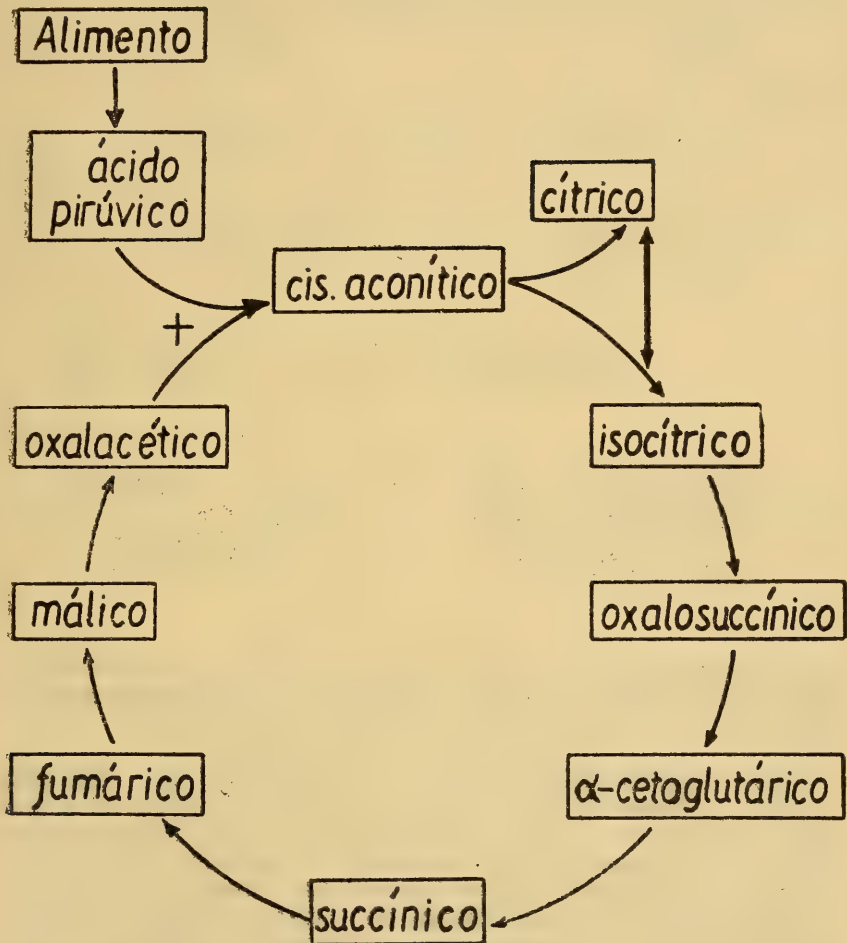 Alimento
ácido
pirúvico
cítrico
cis. aconítico
+
oxalacético
isocítrico
málico
oxalosuccínico
fumárico
α-cetoglutárico
succínico